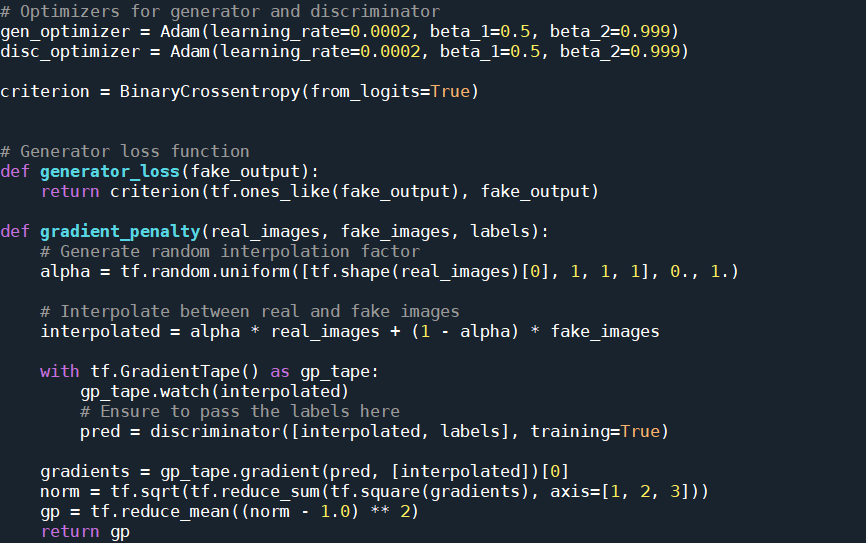 # Optimizers for generator and discriminator
gen_optimizer = Adam(learning_rate=0.0002, beta_1=0.5, beta_2=0.999)
disc_optimizer = Adam(learning_rate=0.0002, beta_1=0.5, beta_2=0.999)
criterion = BinaryCrossentropy(from_logits=True)
# Generator loss function
def generator_loss(fake_output):
    return criterion(tf.ones_like(fake_output), fake_output)
def gradient_penalty(real_images, fake_images, labels):
    # Generate random interpolation factor
    alpha = tf.random.uniform([tf.shape(real_images)[0], 1, 1, 1], 0., 1.)
    # Interpolate between real and fake images
    interpolated = alpha * real_images + (1 - alpha) * fake_images
    with tf.GradientTape() as gp_tape:
        gp_tape.watch(interpolated)
        # Ensure to pass the labels here
        pred = discriminator([interpolated, labels], training=True)
    gradients = gp_tape.gradient(pred, [interpolated])[0]
    norm = tf.sqrt(tf.reduce_sum(tf.square(gradients), axis=[1, 2, 3]))
    gp = tf.reduce_mean((norm - 1.0) ** 2)
    return gp